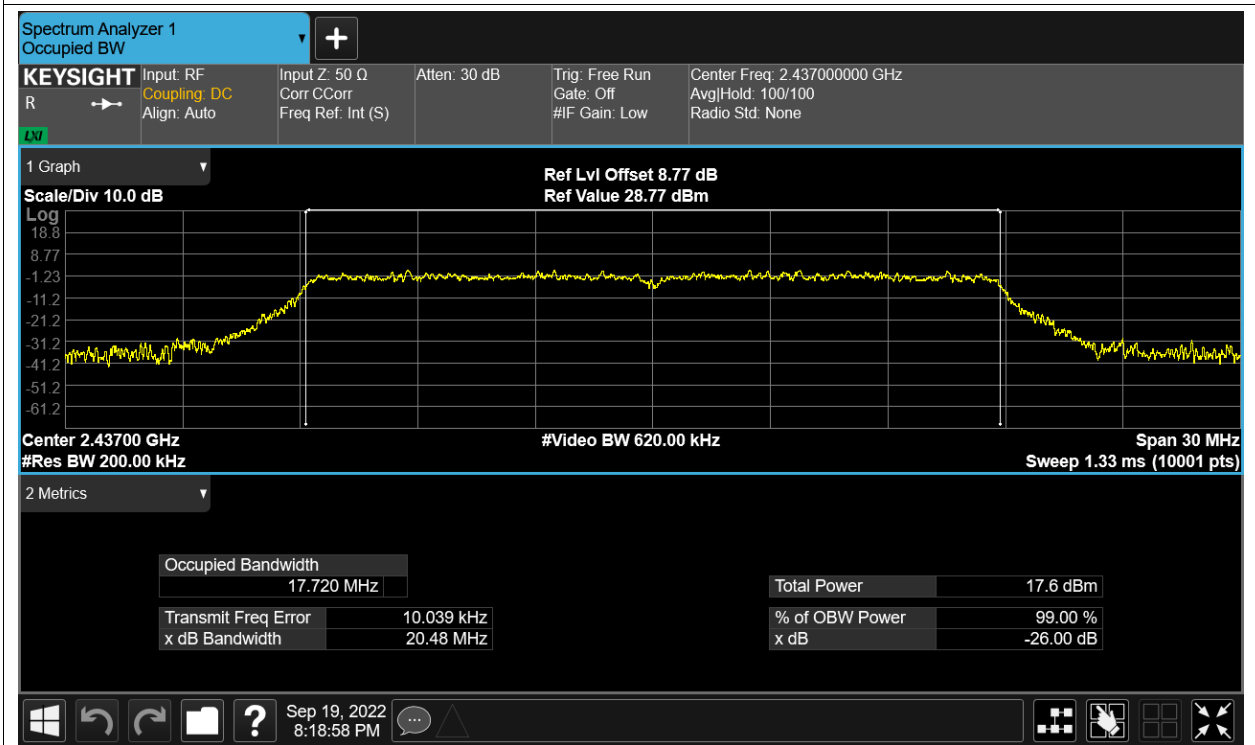 Spectrum Analyzer 1
Occupied BW
KEYSIGHT
R
LXI
Input: RF
Coupling: DC
Align: Auto
Input Z: 50 Ω
Corr CCorr
Freq Ref: Int (S)
Atten: 30 dB
Trig: Free Run
Gate: Off
#IF Gain: Low
Center Freq: 2.437000000 GHz
Avg|Hold: 100/100
Radio Std: None
1 Graph
Scale/Div 10.0 dB
Ref Lvl Offset 8.77 dB
Ref Value 28.77 dBm
Log
18.8
8.77
-1.23
-11.2
-21.2
-31.2
-41.2
-51.2
-61.2
Center 2.43700 GHz
#Video BW 620.00 kHz
Span 30 MHz
#Res BW 200.00 kHz
Sweep 1.33 ms (10001 pts)
2 Metrics
Occupied Bandwidth
17.720 MHz
Transmit Freq Error 10.039 kHz
x dB Bandwidth 20.48 MHz
Total Power 17.6 dBm
% of OBW Power 99.00 %
x dB -26.00 dB
?
Sep 19, 2022
8:18:58 PM